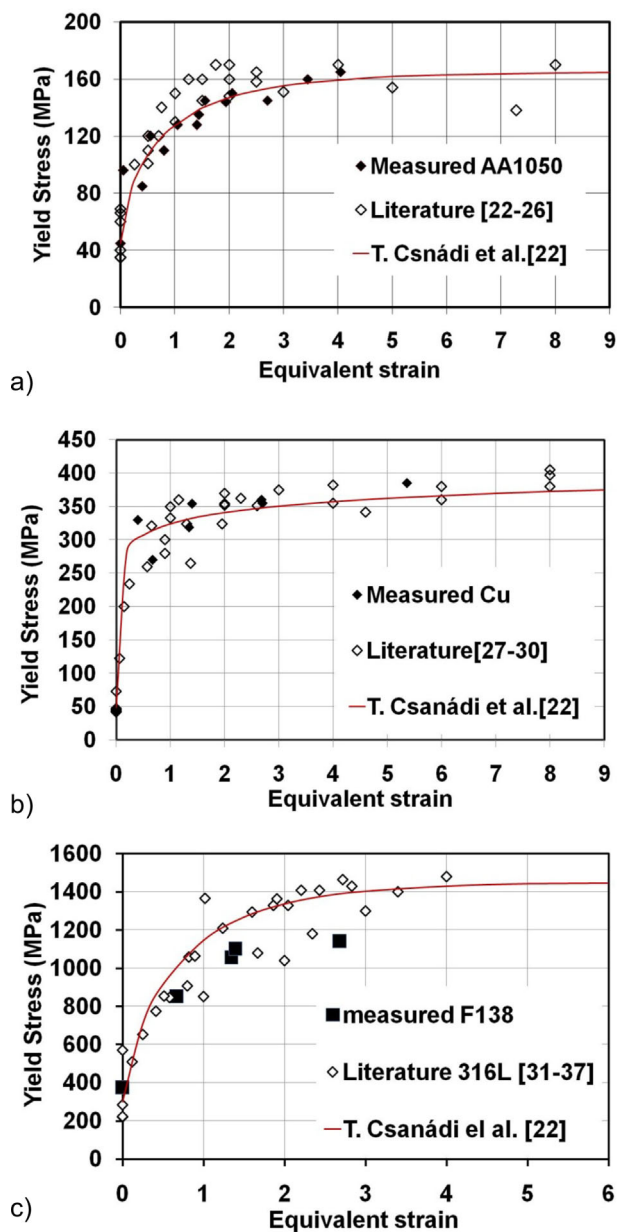 a)
Yield Stress (MPa)
200
160
120
80
40
0
Measured AA1050
Literature [22-26]
T. Csnádi et al.[22]
0 1 2 3 4 5 6 7 8 9
Equivalent strain
b)
Yield Stress (MPa)
450
400
350
300
250
200
150
100
50
0
Measured Cu
Literature[27-30]
T. Csanádi et al.[22]
0 1 2 3 4 5 6 7 8 9
Equivalent strain
c)
Yield Stress (MPa)
1600
1400
1200
1000
800
600
400
200
0
measured F138
Literature 316L [31-37]
T. Csanádi el al. [22]
0 1 2 3 4 5 6
Equivalent strain